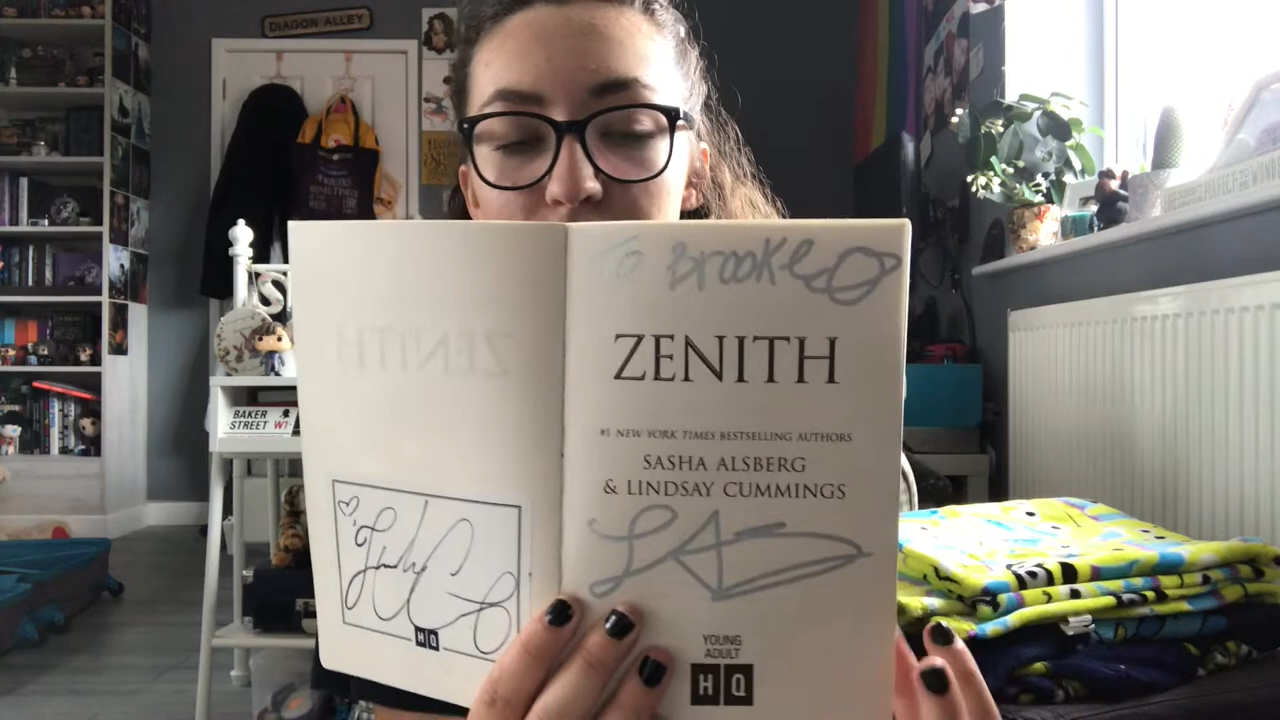 DIAGON ALLEY
BAKER
STREET W1
To Brooke
ZENITH
#1 NEW YORK TIMES BESTSELLING AUTHORS
SASHA ALSBERG
& LINDSAY CUMMINGS
YOUNG
ADULT
HQ
HQ